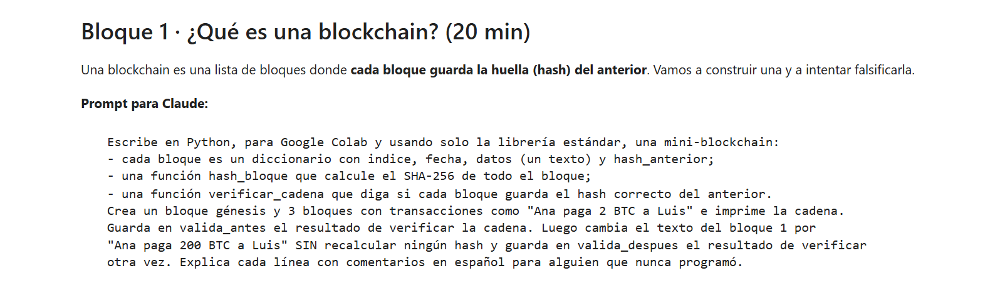 Bloque 1 · ¿Qué es una blockchain? (20 min)
Una blockchain es una lista de bloques donde cada bloque guarda la huella (hash) del anterior. Vamos a construir una y a intentar falsificarla.
Prompt para Claude:
Escribe en Python, para Google Colab y usando solo la librería estándar, una mini-blockchain:
- cada bloque es un diccionario con indice, fecha, datos (un texto) y hash_anterior;
- una función hash_bloque que calcule el SHA-256 de todo el bloque;
- una función verificar_cadena que diga si cada bloque guarda el hash correcto del anterior.
Crea un bloque génesis y 3 bloques con transacciones como "Ana paga 2 BTC a Luis" e imprime la cadena.
Guarda en valida_antes el resultado de verificar la cadena. Luego cambia el texto del bloque 1 por
"Ana paga 200 BTC a Luis" SIN recalcular ningún hash y guarda en valida_despues el resultado de verificar
otra vez. Explica cada línea con comentarios en español para alguien que nunca programó.